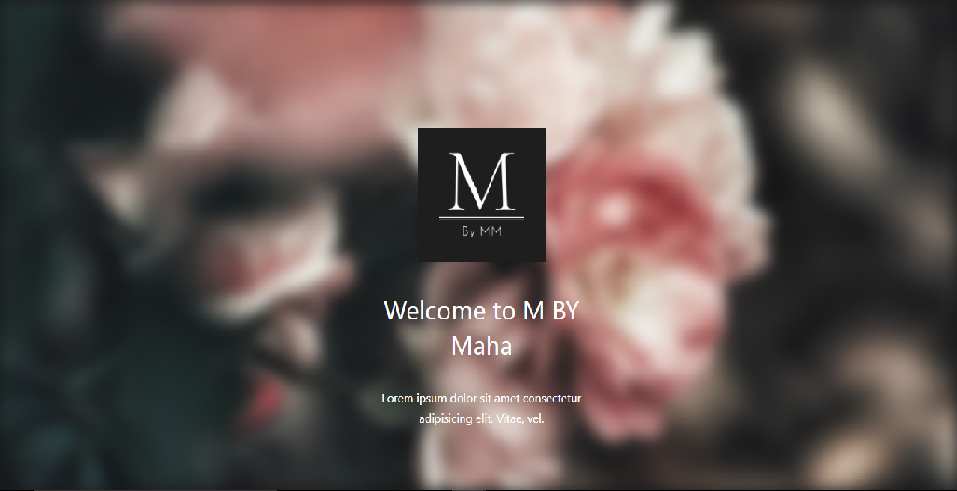 M
By MM
Welcome to M BY
Maha
Lorem ipsum dolor sit amet consectetur
adipisicing elit. Vitae, vel.